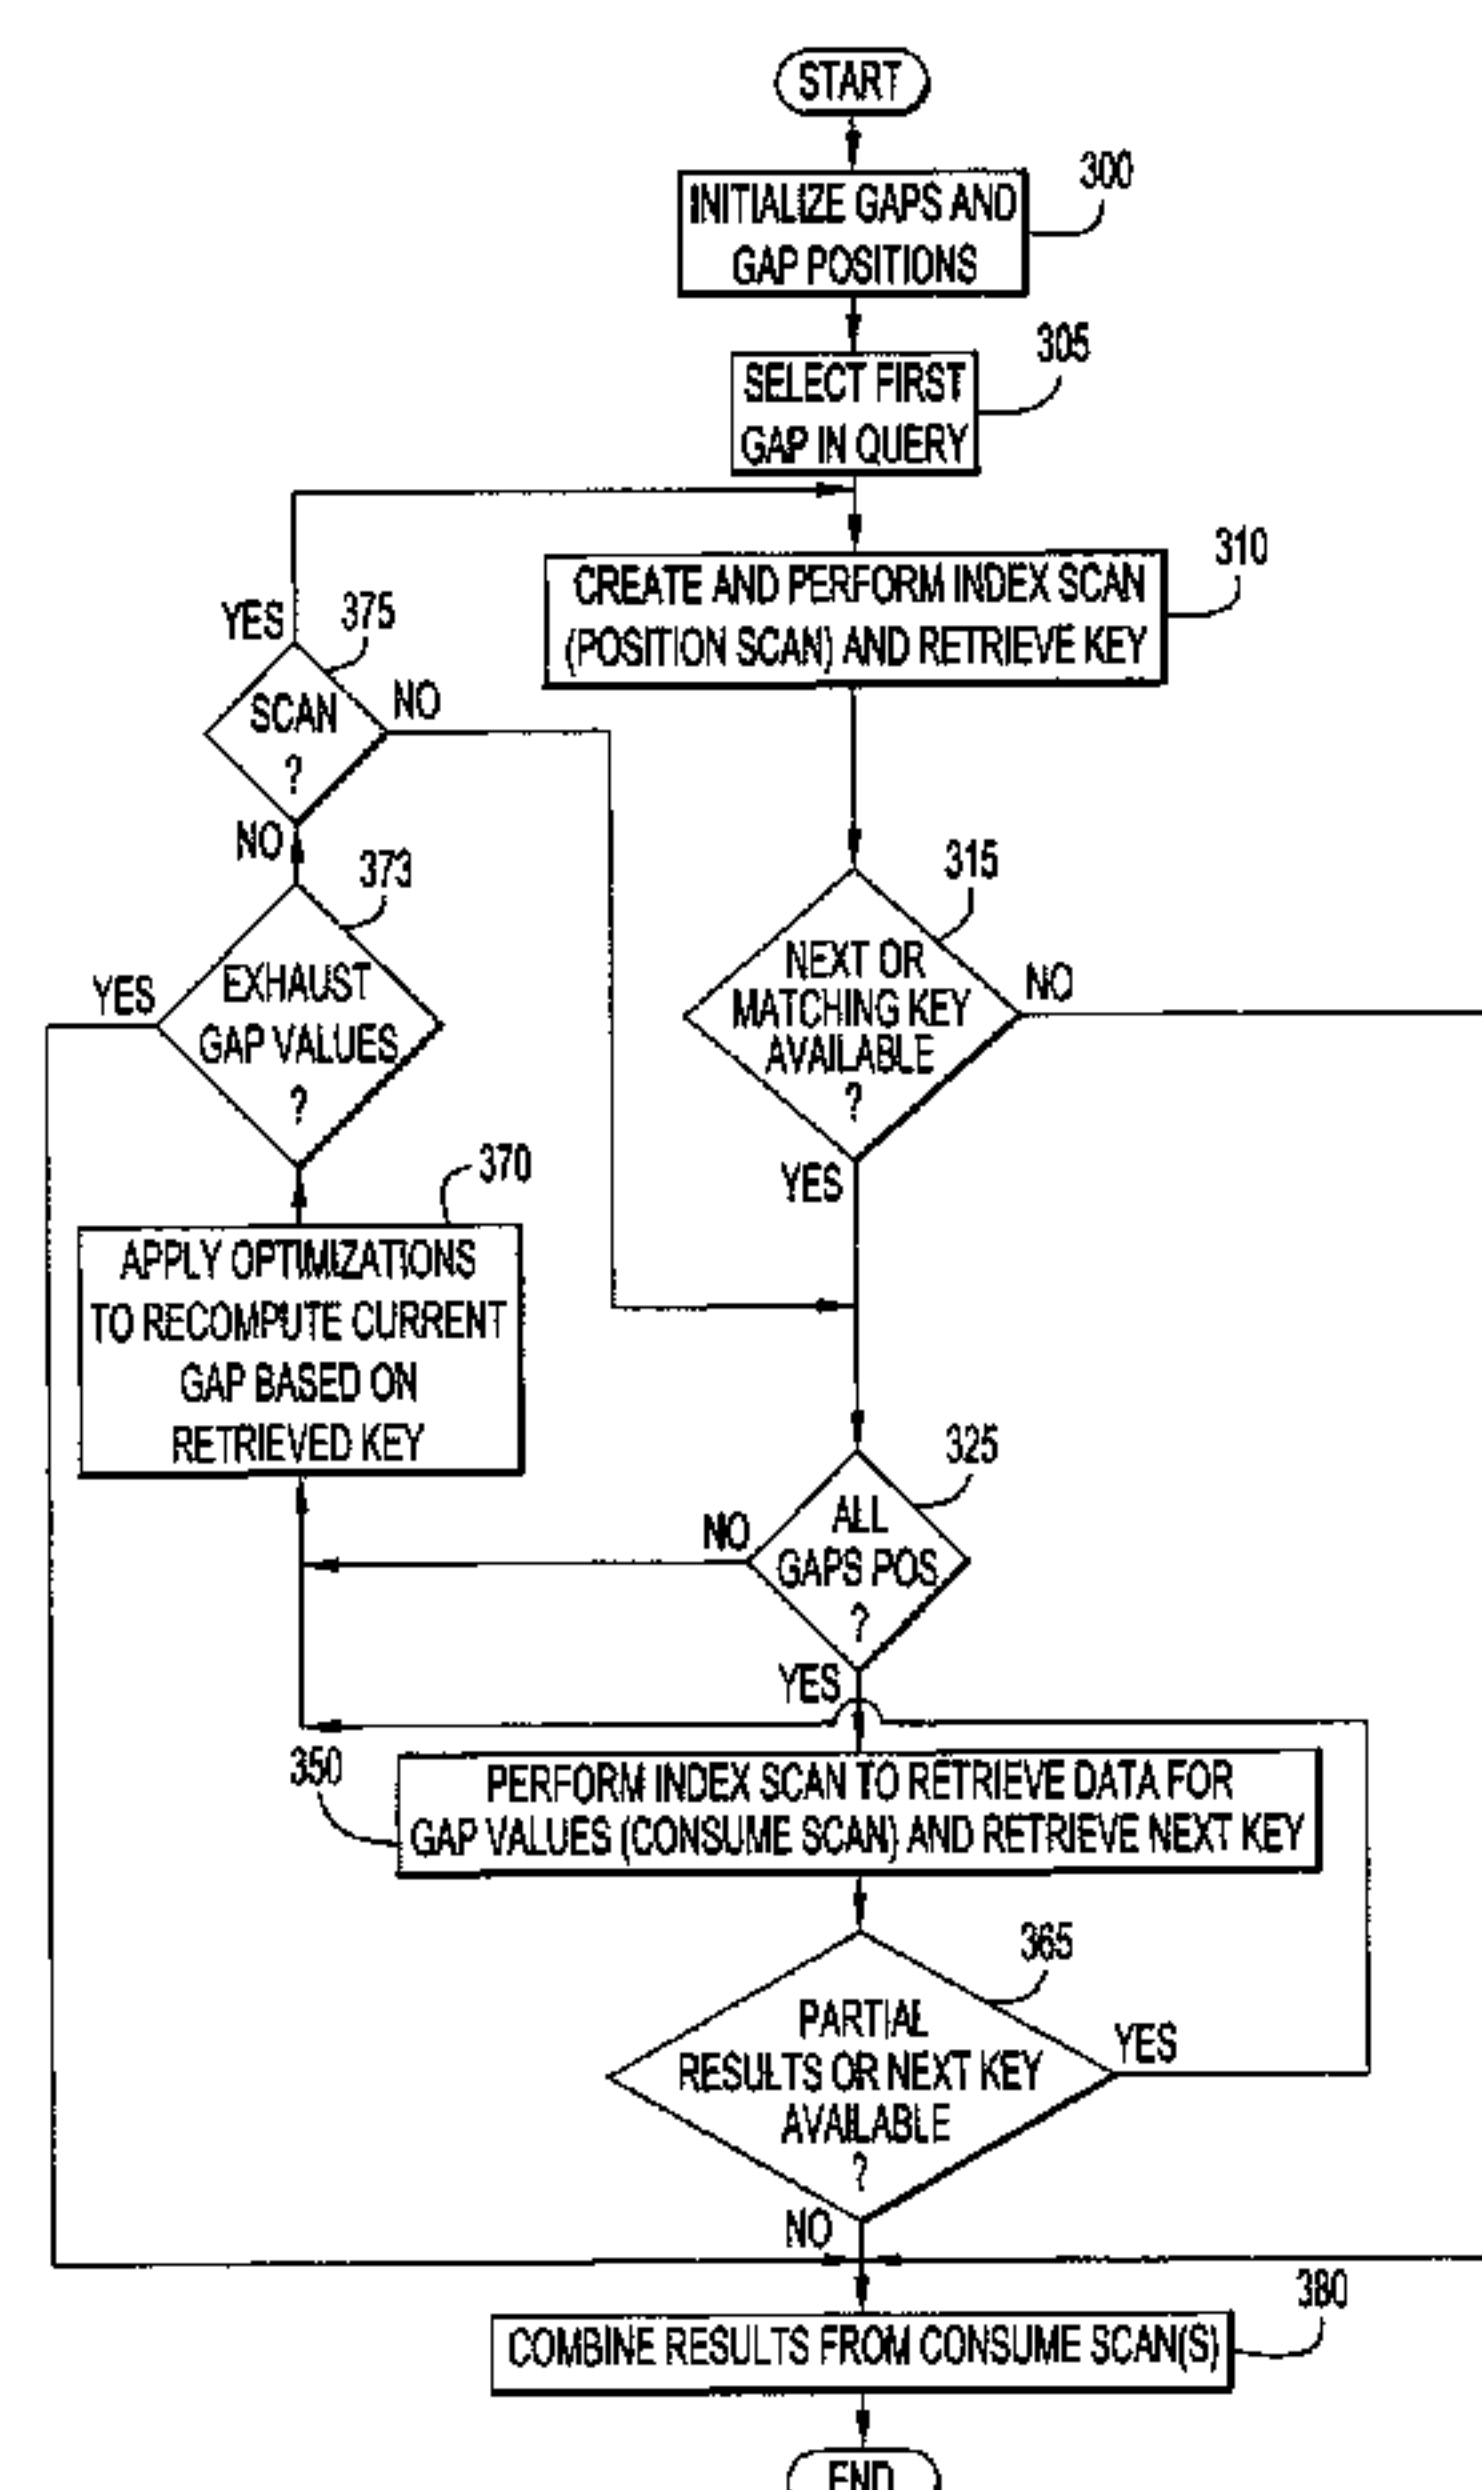 START
INITIALIZE GAPS AND
GAP POSITIONS
300
SELECT FIRST
GAP IN QUERY
305
CREATE AND PERFORM INDEX SCAN
(POSITION SCAN) AND RETRIEVE KEY
310
YES
375
SCAN
?
NO
NO
373
EXHAUST
GAP VALUES
?
YES
315
NEXT OR
MATCHING KEY
AVAILABLE
?
NO
YES
370
APPLY OPTIMIZATIONS
TO RECOMPUTE CURRENT
GAP BASED ON
RETRIEVED KEY
325
ALL
GAPS POS
?
NO
YES
350
PERFORM INDEX SCAN TO RETRIEVE DATA FOR
GAP VALUES (CONSUME SCAN) AND RETRIEVE NEXT KEY
365
PARTIAL
RESULTS OR NEXT KEY
AVAILABLE
?
YES
NO
380
COMBINE RESULTS FROM CONSUME SCAN(S)
END